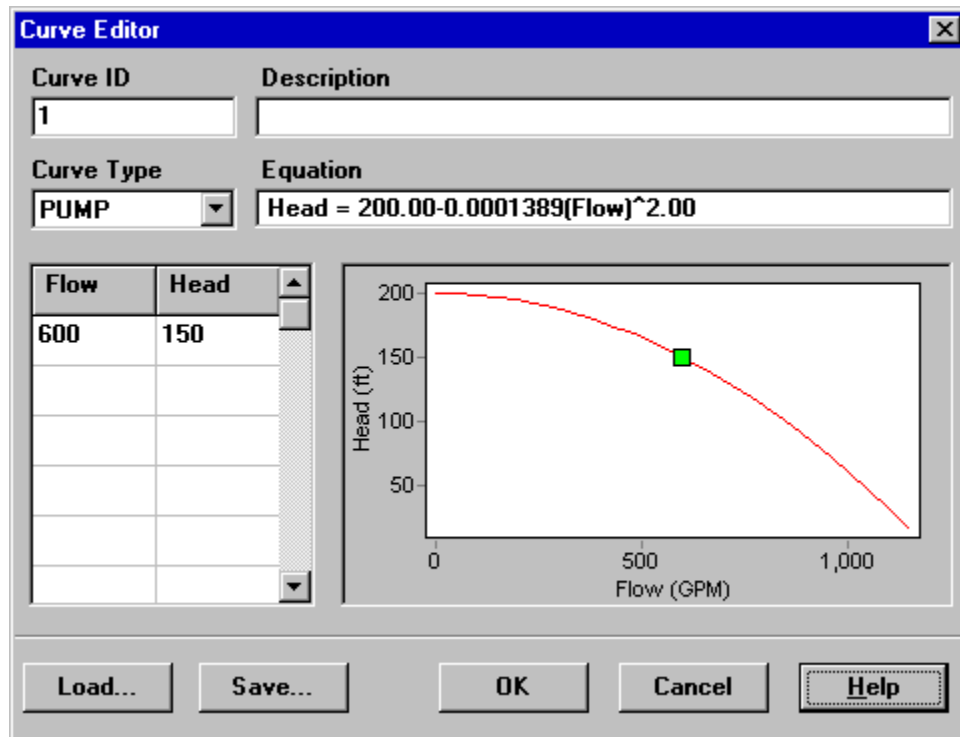 Curve Editor
Curve ID Description
1
Curve Type Equation
PUMP Head = 200.00-0.0001389(Flow)^2.00
Flow Head
600 150
200
150
100
50
Head (ft)
0 500 1,000
Flow (GPM)
Load... Save... OK Cancel Help